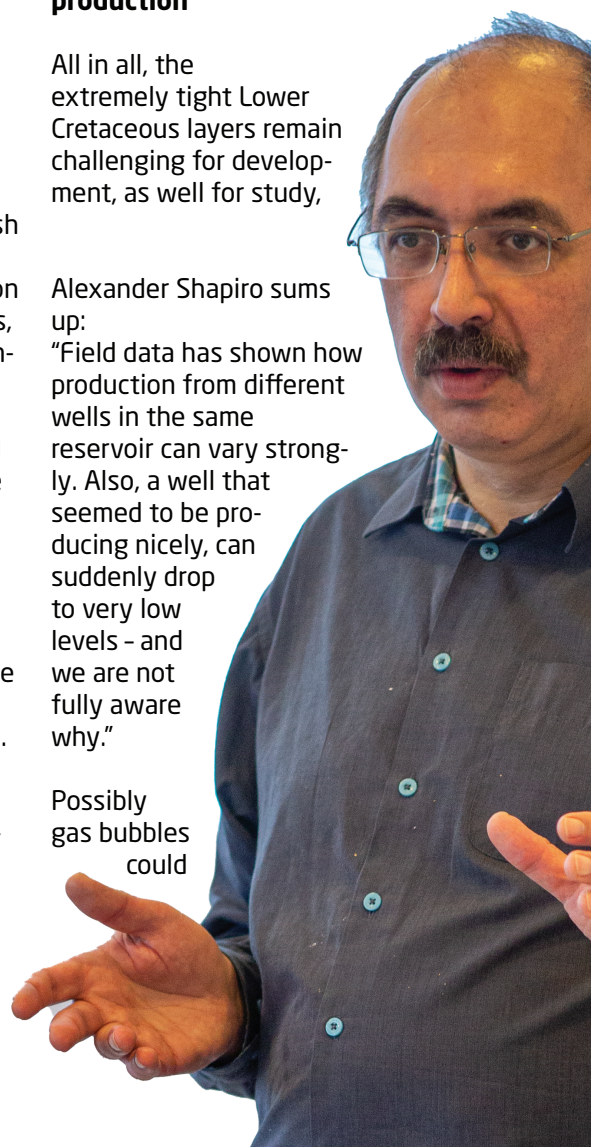 production
All in all, the
extremely tight Lower
Cretaceous layers remain
challenging for develop-
ment, as well for study,
Alexander Shapiro sums
up:
“Field data has shown how
production from different
wells in the same
reservoir can vary strong-
ly. Also, a well that
seemed to be pro-
ducing nicely, can
suddenly drop
to very low
levels – and
we are not
fully aware
why.”
Possibly
gas bubbles
could